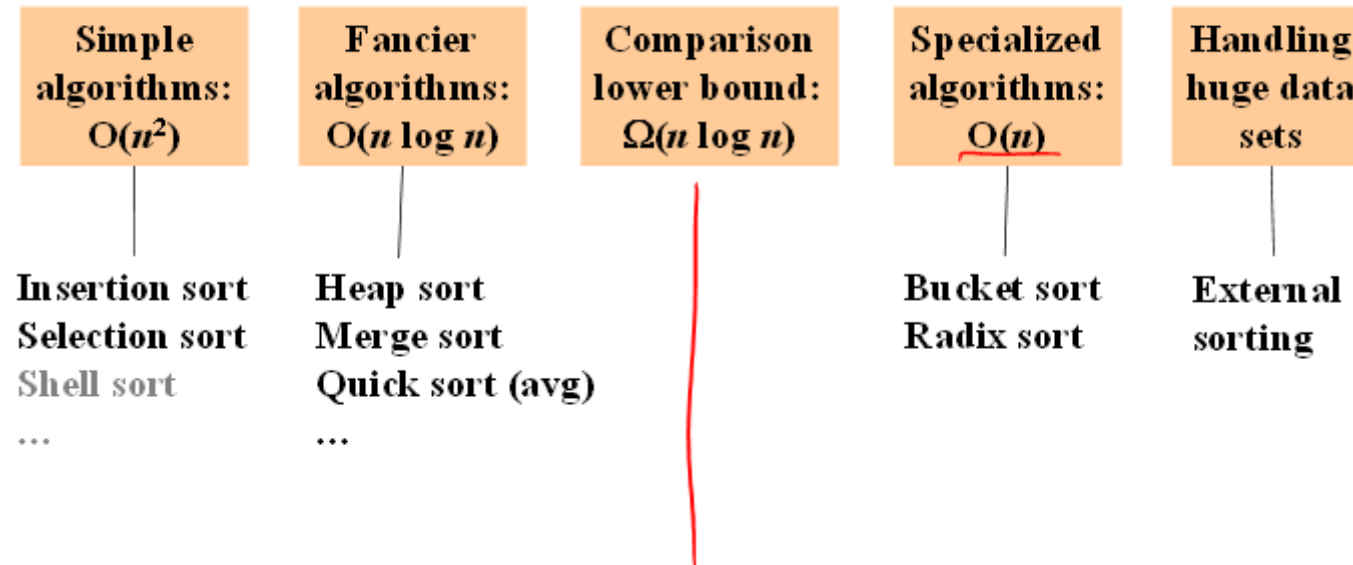 Simple
algorithms:
O(n²)
Fancier
algorithms:
O(n log n)
Comparison
lower bound:
Ω(n log n)
Specialized
algorithms:
O(n)
Handling
huge data
sets
Insertion sort
Selection sort
Shell sort
...
Heap sort
Merge sort
Quick sort (avg)
...
Bucket sort
Radix sort
External
sorting